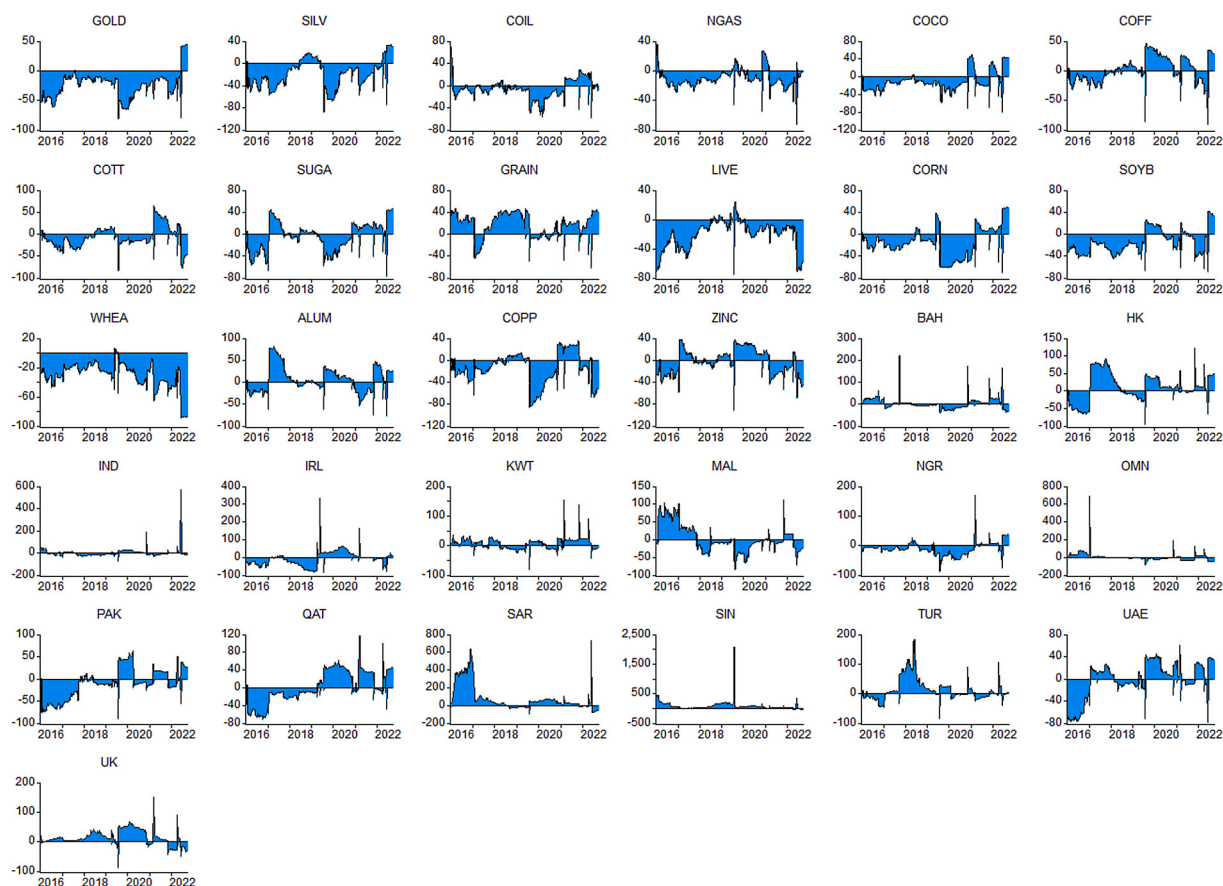 GOLD SILV COIL NGAS COCO COFF
50 40 80 40 80 50
0 0 40 0 40 0
-50 -40 0 -40 0 -50
-100 -80 -40 -80 -40 -100
-120 -80 -80
-120
2016 2018 2020 2022 2016 2018 2020 2022 2016 2018 2020 2022 2016 2018 2020 2022 2016 2018 2020 2022 2016 2018 2020 2022
COTT SUGA GRAIN LIVE CORN SOYB
100 80 80 40 80 80
50 40 40 0 40 40
0 0 0 -40 0 0
-50 -40 -40 -80 -40 -40
-100 -80 -80 -80 -80
2016 2018 2020 2022 2016 2018 2020 2022 2016 2018 2020 2022 2016 2018 2020 2022 2016 2018 2020 2022 2016 2018 2020 2022
WHEA ALUM COPP ZINC BAH HK
20 100 40 40 300 150
0 50 0 0 200 100
-20 0 -40 -40 100 50
-40 -50 -80 -80 0 0
-60 -100 -120 -120 -100 -50
-80 -100
-100
2016 2018 2020 2022 2016 2018 2020 2022 2016 2018 2020 2022 2016 2018 2020 2022 2016 2018 2020 2022 2016 2018 2020 2022
IND IRL KWT MAL NGR OMN
600 400 200 150 200 800
400 300 100 100 100 600
200 200 0 50 0 400
0 100 -100 0 -100 200
-200 0 -50 0
-100 -100 -200
2016 2018 2020 2022 2016 2018 2020 2022 2016 2018 2020 2022 2016 2018 2020 2022 2016 2018 2020 2022 2016 2018 2020 2022
PAK QAT SAR SIN TUR UAE
100 120 800 2,500 200 80
50 80 600 1,500 100 40
0 40 400 500 0 0
-50 0 200 -500 -100 -40
-100 -40 0 -80
-80 -200
2016 2018 2020 2022 2016 2018 2020 2022 2016 2018 2020 2022 2016 2018 2020 2022 2016 2018 2020 2022 2016 2018 2020 2022
UK
200
100
0
-100
2016 2018 2020 2022